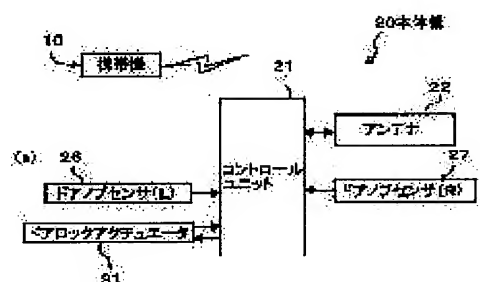 10
携帯機
20本体機
21
22
アンテナ
(a)
26
コントロール
ユニット
27
ドアノブセンサ(L)
ドアノブセンサ(R)
ドアロックアクチュエータ
31